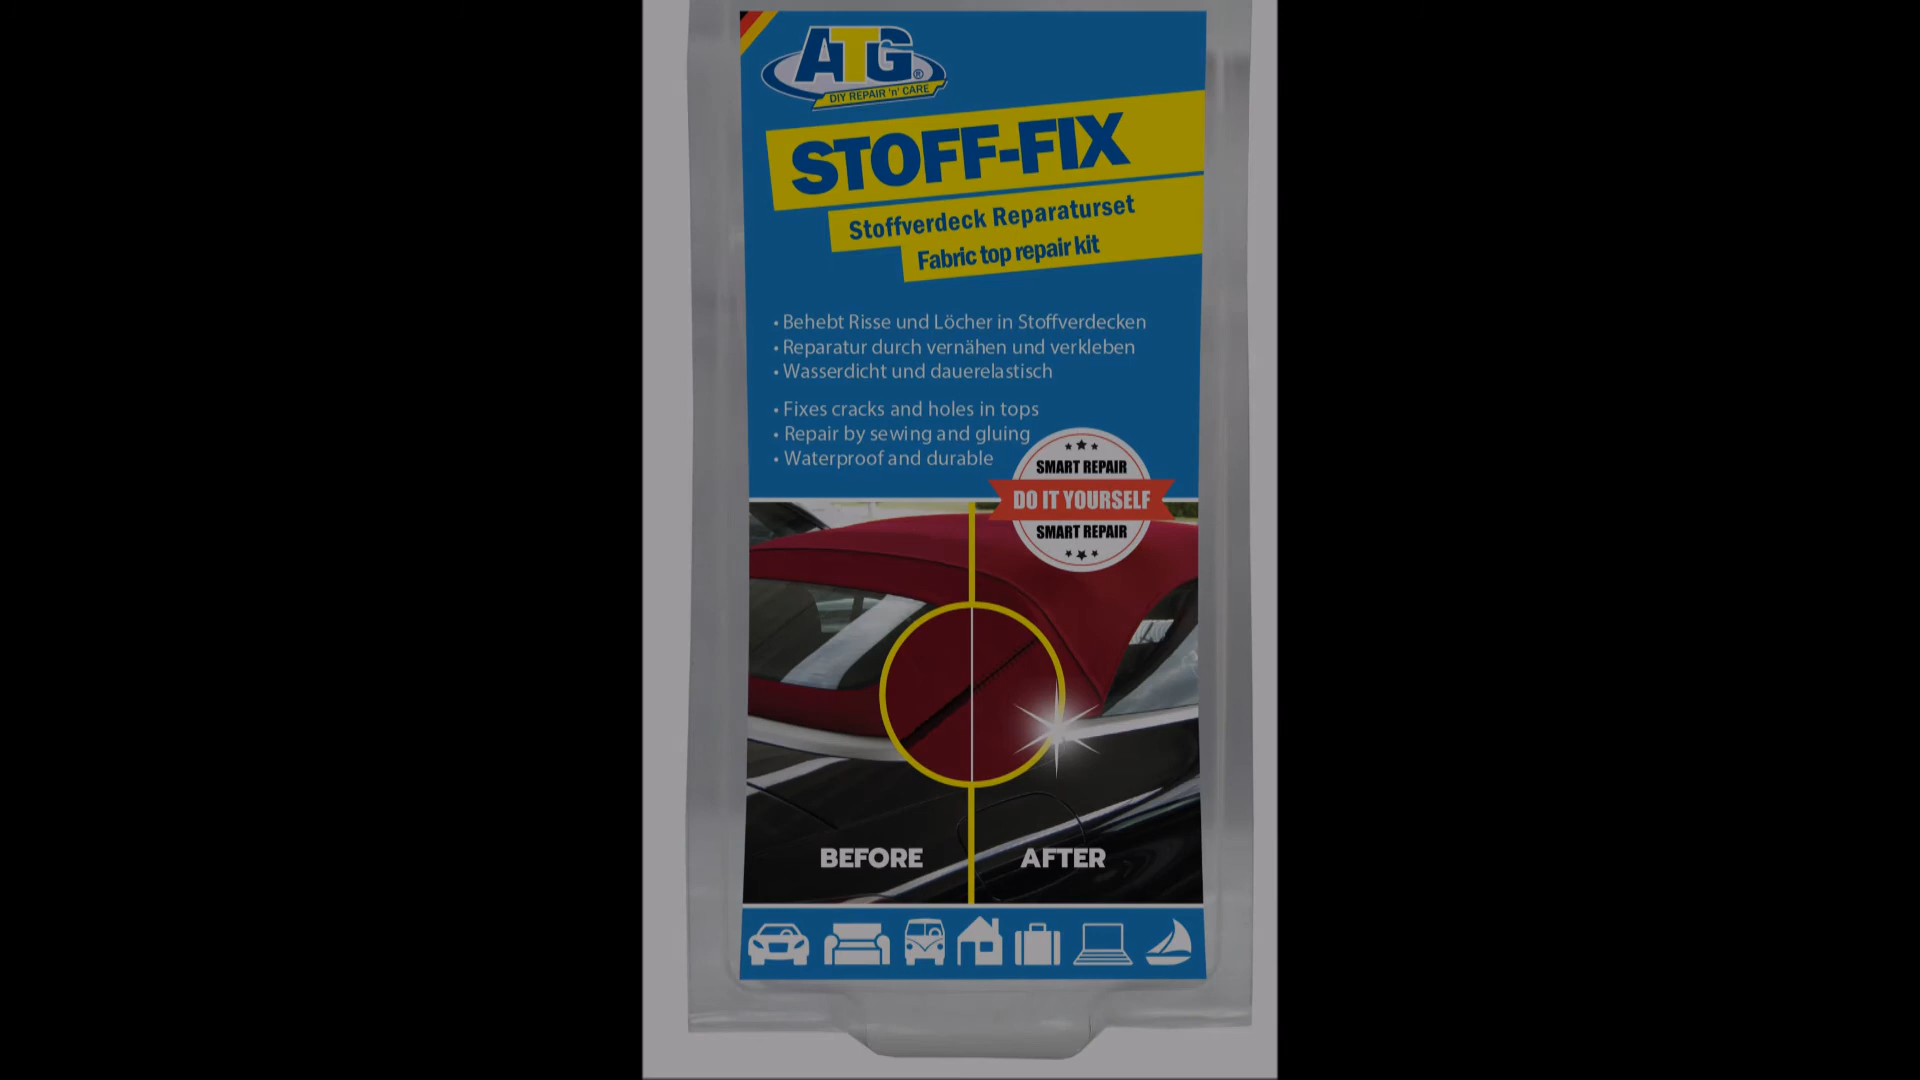 ATG®
DIY REPAIR 'n' CARE
STOFF-FIX
Stoffverdeck Reparaturset
Fabric top repair kit
• Behebt Risse und Löcher in Stoffverdecken
• Reparatur durch vernähen und verkleben
• Wasserdicht und dauerelastisch
• Fixes cracks and holes in tops
• Repair by sewing and gluing
• Waterproof and durable
SMART REPAIR
DO IT YOURSELF
SMART REPAIR
BEFORE
AFTER